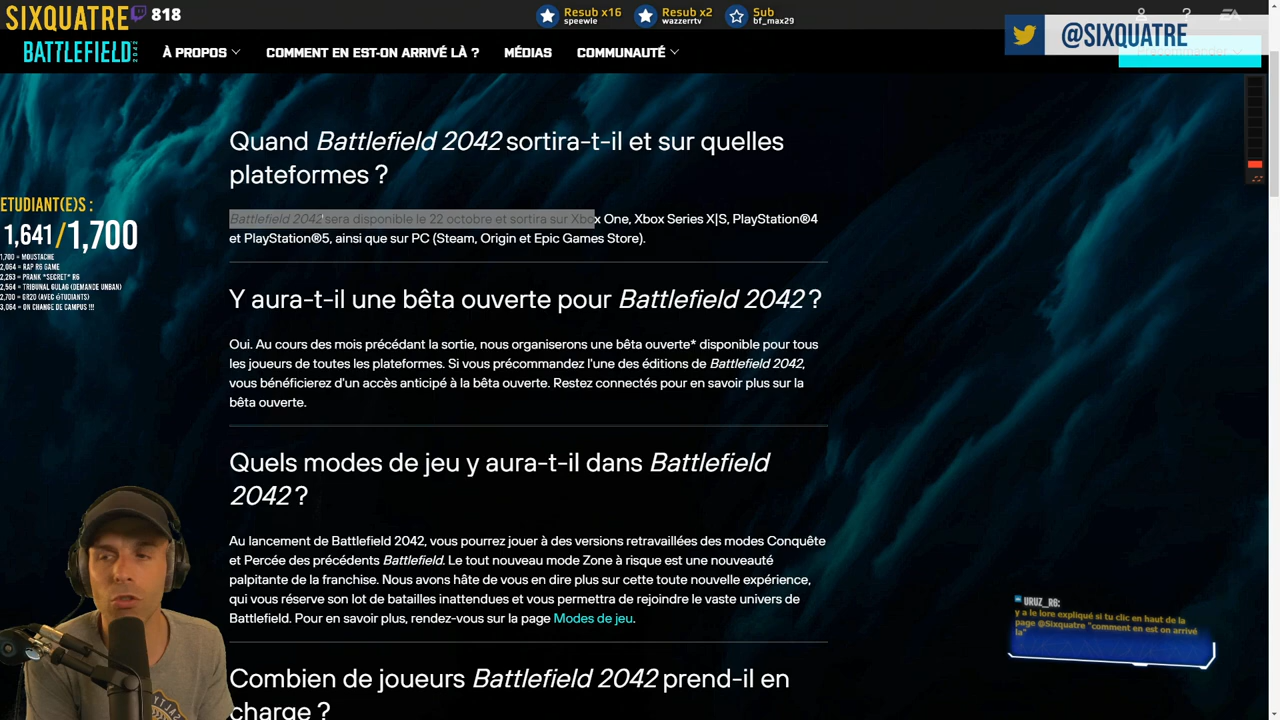 SIXQUATRE 818
Resub x16
speewle
Resub x2
wazzerrtv
Sub
bf_max29
EA
@SIXQUATRE
BATTLEFIELD 2042
À PROPOS
COMMENT EN EST-ON ARRIVÉ LÀ ?
MÉDIAS
COMMUNAUTÉ
Précommander
Quand Battlefield 2042 sortira-t-il et sur quelles
plateformes ?
Battlefield 2042 sera disponible le 22 octobre et sortira sur Xbox One, Xbox Series X|S, PlayStation®4
et PlayStation®5, ainsi que sur PC (Steam, Origin et Epic Games Store).
ETUDIANT(E)S :
1,641/1,700
1,700 = MOUSTACHE
2,064 = RAP R6 GAME
2,263 = PRANK *SECRET* R6
2,564 = TRIBUNAL GULAG (DEMANDE UNBAN)
2,700 = GR20 (AVEC ÉTUDIANTS)
3,064 = ON CHANGE DE CAMPUS !!!
Y aura-t-il une bêta ouverte pour Battlefield 2042 ?
Oui. Au cours des mois précédant la sortie, nous organiserons une bêta ouverte* disponible pour tous
les joueurs de toutes les plateformes. Si vous précommandez l'une des éditions de Battlefield 2042,
vous bénéficierez d'un accès anticipé à la bêta ouverte. Restez connectés pour en savoir plus sur la
bêta ouverte.
Quels modes de jeu y aura-t-il dans Battlefield
2042 ?
Au lancement de Battlefield 2042, vous pourrez jouer à des versions retravaillées des modes Conquête
et Percée des précédents Battlefield. Le tout nouveau mode Zone à risque est une nouveauté
palpitante de la franchise. Nous avons hâte de vous en dire plus sur cette toute nouvelle expérience,
qui vous réserve son lot de batailles inattendues et vous permettra de rejoindre le vaste univers de
Battlefield. Pour en savoir plus, rendez-vous sur la page Modes de jeu.
URUZ_R6:
y a le lore expliqué si tu clic en haut de la
page @Sixquatre "comment en est on arrivé
la"
Combien de joueurs Battlefield 2042 prend-il en
charge ?